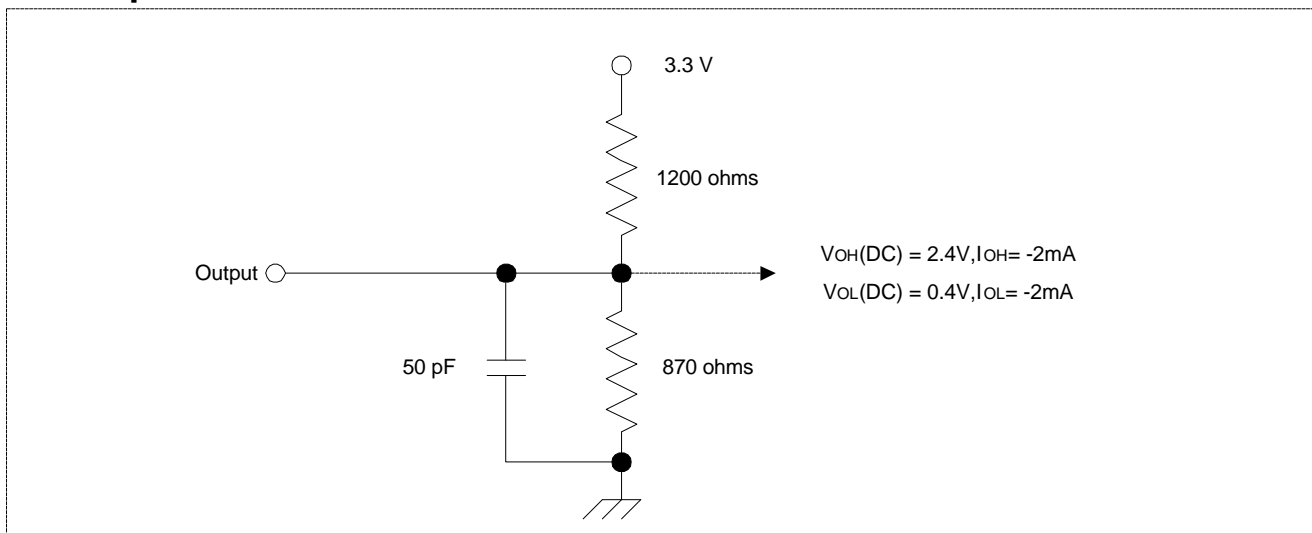 3.3 V
1200 ohms
Output
VOH(DC) = 2.4V,IOH= -2mA
VOL(DC) = 0.4V,IOL= -2mA
50 pF
870 ohms